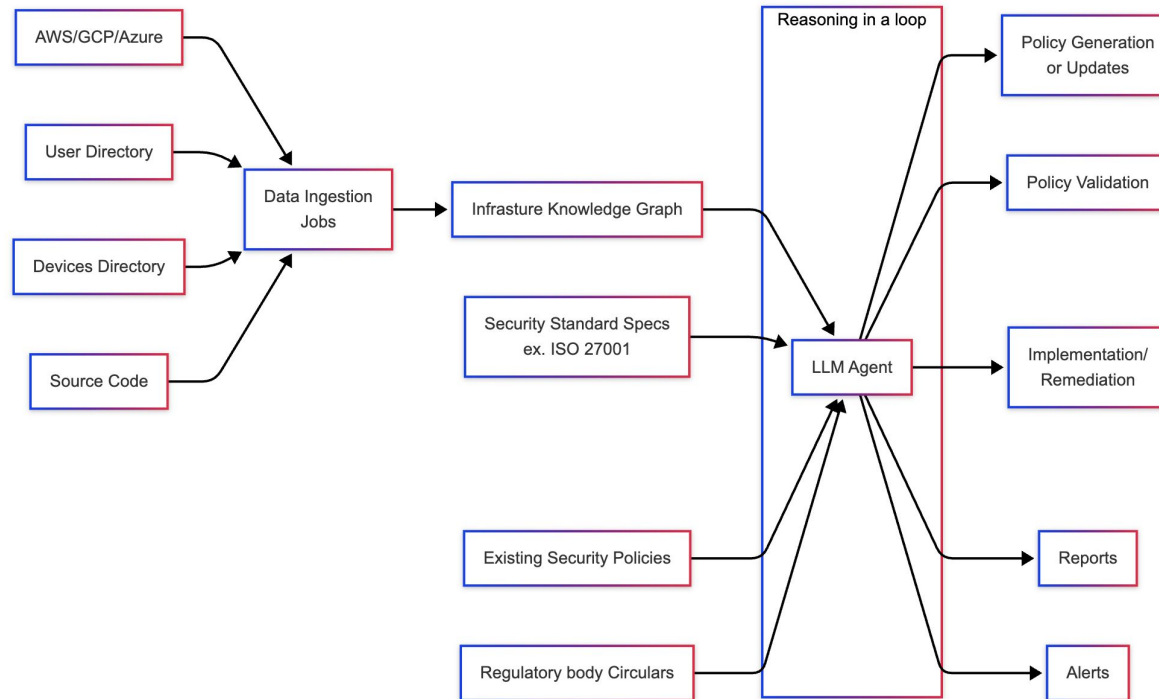 Reasoning in a loop
AWS/GCP/Azure
User Directory
Devices Directory
Source Code
Data Ingestion
Jobs
Infrasture Knowledge Graph
Security Standard Specs
ex. ISO 27001
Existing Security Policies
Regulatory body Circulars
LLM Agent
Policy Generation
or Updates
Policy Validation
Implementation/
Remediation
Reports
Alerts